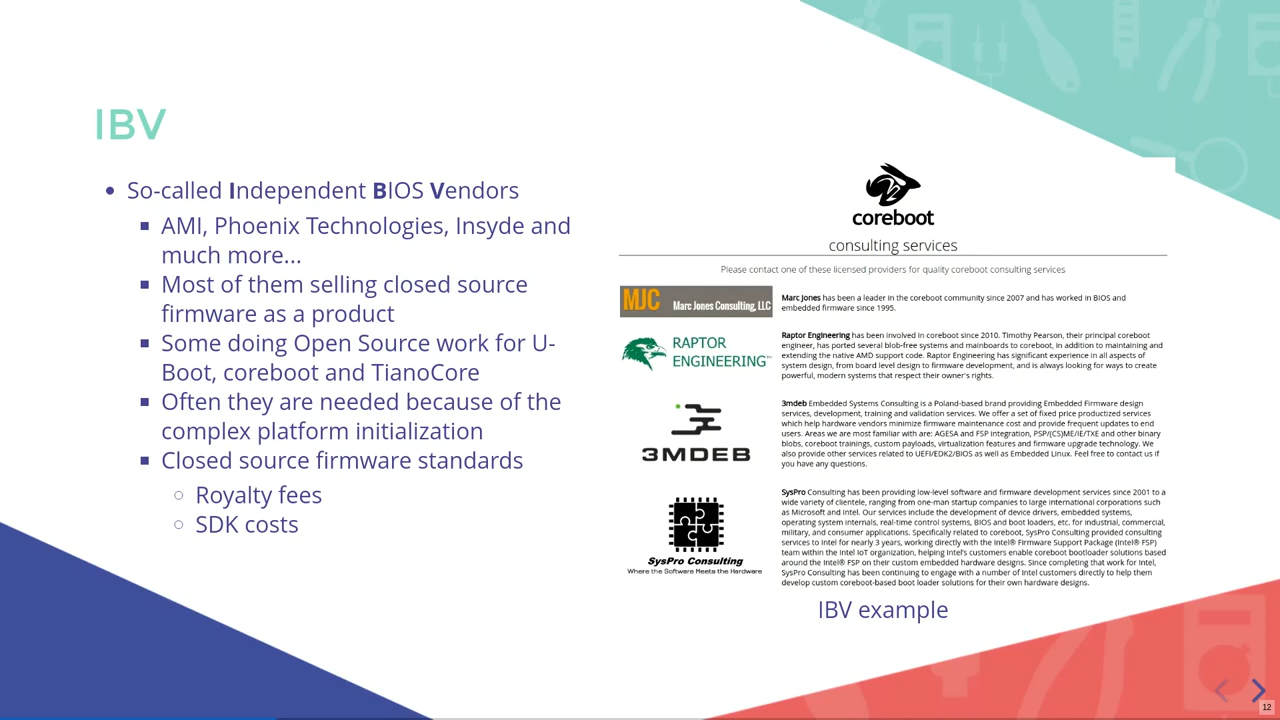 IBV
So-called Independent BIOS Vendors
AMI, Phoenix Technologies, Insyde and
much more...
Most of them selling closed source
firmware as a product
Some doing Open Source work for U-
Boot, coreboot and TianoCore
Often they are needed because of the
complex platform initialization
Closed source firmware standards
Royalty fees
SDK costs
coreboot
consulting services
Please contact one of these licensed providers for quality coreboot consulting services
MJC Marc Jones Consulting, LLC
Marc Jones has been a leader in the coreboot community since 2007 and has worked in BIOS and
embedded firmware since 1995.
RAPTOR
ENGINEERING™
Raptor Engineering has been involved in coreboot since 2010. Timothy Pearson, their principal coreboot
engineer, has ported several blob-free systems and mainboards to coreboot, in addition to maintaining and
extending the native AMD support code. Raptor Engineering has significant experience in all aspects of
system design, from board level design to firmware development, and is always looking for ways to create
powerful, modern systems that respect their owner's rights.
3MDEB
3mdeb Embedded Systems Consulting is a Poland-based brand providing Embedded Firmware design
services, development, training and validation services. We offer a set of fixed price productized services
which help hardware vendors minimize firmware maintenance cost and provide frequent updates to end
users. Areas we are most familiar with are: AGESA and FSP integration, PSP/(CS)ME/IE/TXE and other binary
blobs, coreboot trainings, custom payloads, virtualization features and firmware upgrade technology. We
also provide other services related to UEFI/EDK2/BIOS as well as Embedded Linux. Feel free to contact us if
you have any questions.
SysPro Consulting
Where the Software Meets the Hardware
SysPro Consulting has been providing low-level software and firmware development services since 2001 to a
wide variety of clientele, ranging from one-man startup companies to large international corporations such
as Microsoft and Intel. Our services include the development of device drivers, embedded systems,
operating system internals, real-time control systems, BIOS and boot loaders, etc. for industrial, commercial,
military, and consumer applications. Specifically related to coreboot, SysPro Consulting provided consulting
services to Intel for nearly 3 years, working directly with the Intel® Firmware Support Package (Intel® FSP)
team within the Intel IoT organization, helping Intel's customers enable coreboot bootloader solutions based
around the Intel® FSP on their custom embedded hardware designs. Since completing that work for Intel,
SysPro Consulting has been continuing to engage with a number of Intel customers directly to help them
develop custom coreboot-based boot loader solutions for their own hardware designs.
IBV example
12